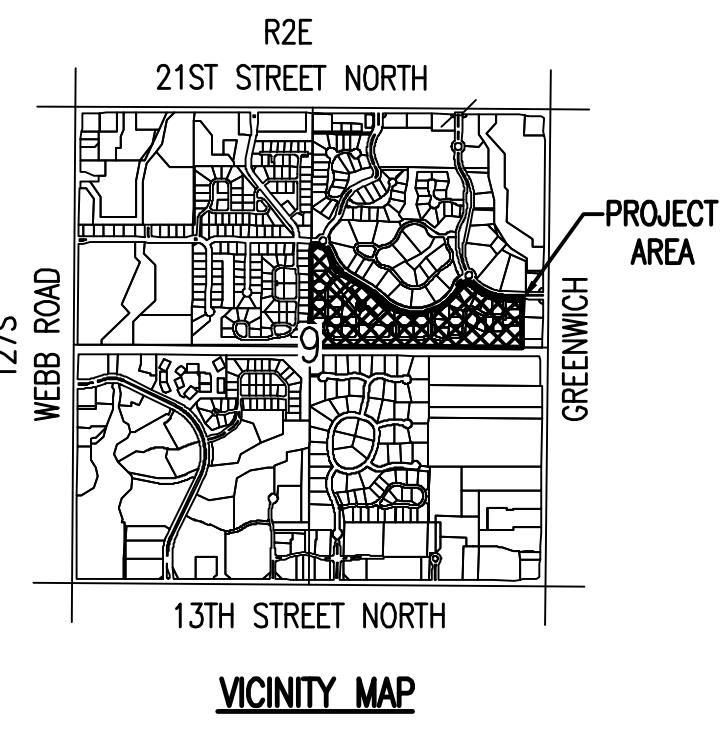 R2E
21ST STREET NORTH
PROJECT
AREA
WEBB ROAD
GREENWICH
9
13TH STREET NORTH
VICINITY MAP